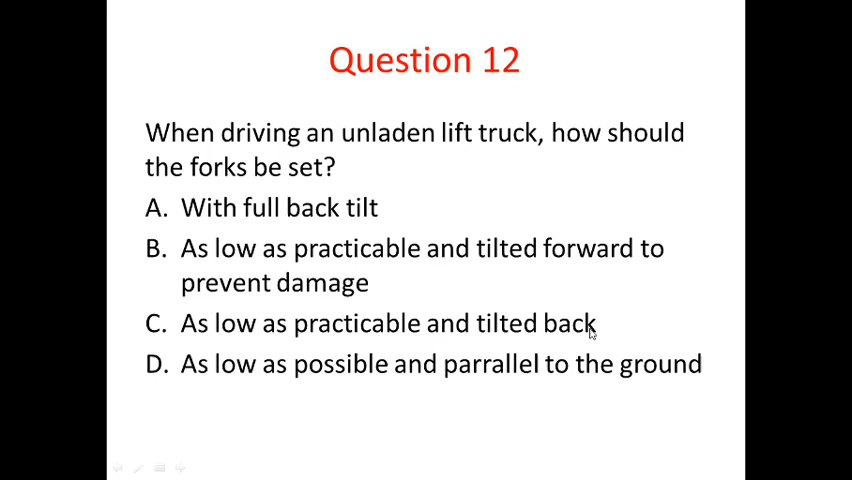 Question 12
When driving an unladen lift truck, how should
the forks be set?
A. With full back tilt
B. As low as practicable and tilted forward to
prevent damage
C. As low as practicable and tilted back
D. As low as possible and parrallel to the ground